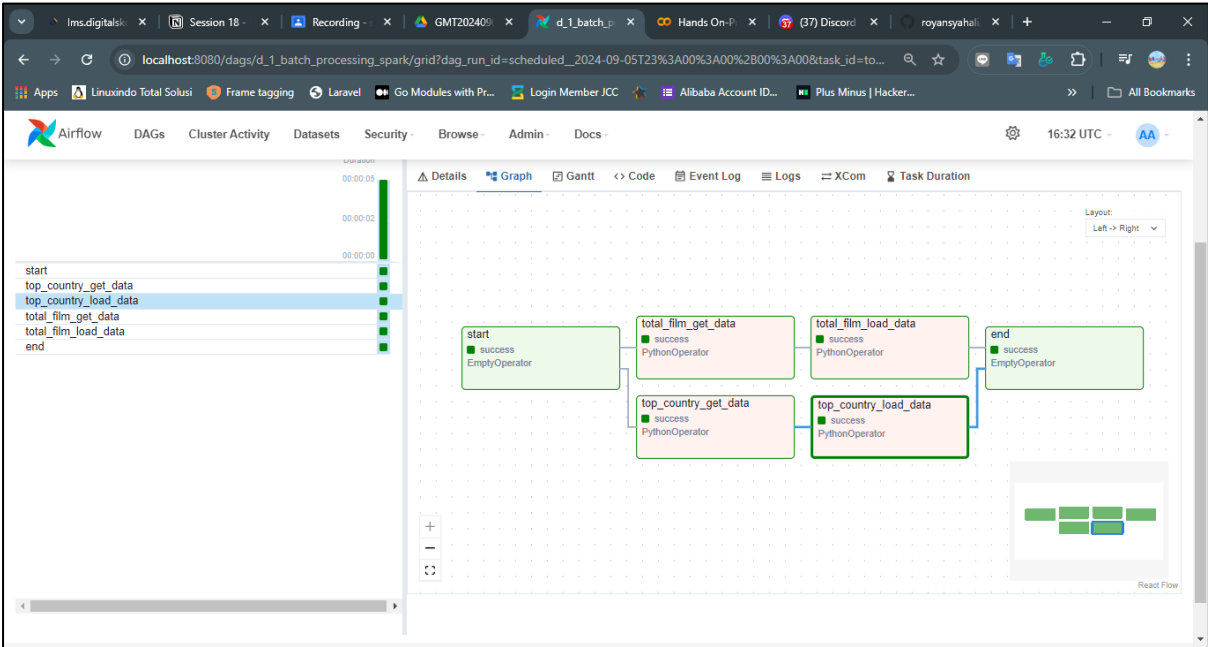 lms.digitalsk
Session 18 -
Recording -
GMT202409
d_1_batch_p
Hands On-P
(37) Discord
royansyahali
localhost:8080/dags/d_1_batch_processing_spark/grid?dag_run_id=scheduled__2024-09-05T23%3A00%3A00%2B00%3A00&task_id=to...
Apps
Linuxindo Total Solusi
Frame tagging
Laravel
Go Modules with Pr...
Login Member JCC
Alibaba Account ID...
Plus Minus | Hacker...
»
All Bookmarks
Airflow
DAGs
Cluster Activity
Datasets
Security
Browse
Admin
Docs
16:32 UTC
AA
Duration
00:00:05
00:00:02
00:00:00
start
top_country_get_data
top_country_load_data
total_film_get_data
total_film_load_data
end
Details
Graph
Gantt
<> Code
Event Log
Logs
XCom
Task Duration
Layout:
Left -> Right
start
success
EmptyOperator
total_film_get_data
success
PythonOperator
total_film_load_data
success
PythonOperator
end
success
EmptyOperator
top_country_get_data
success
PythonOperator
top_country_load_data
success
PythonOperator
React Flow